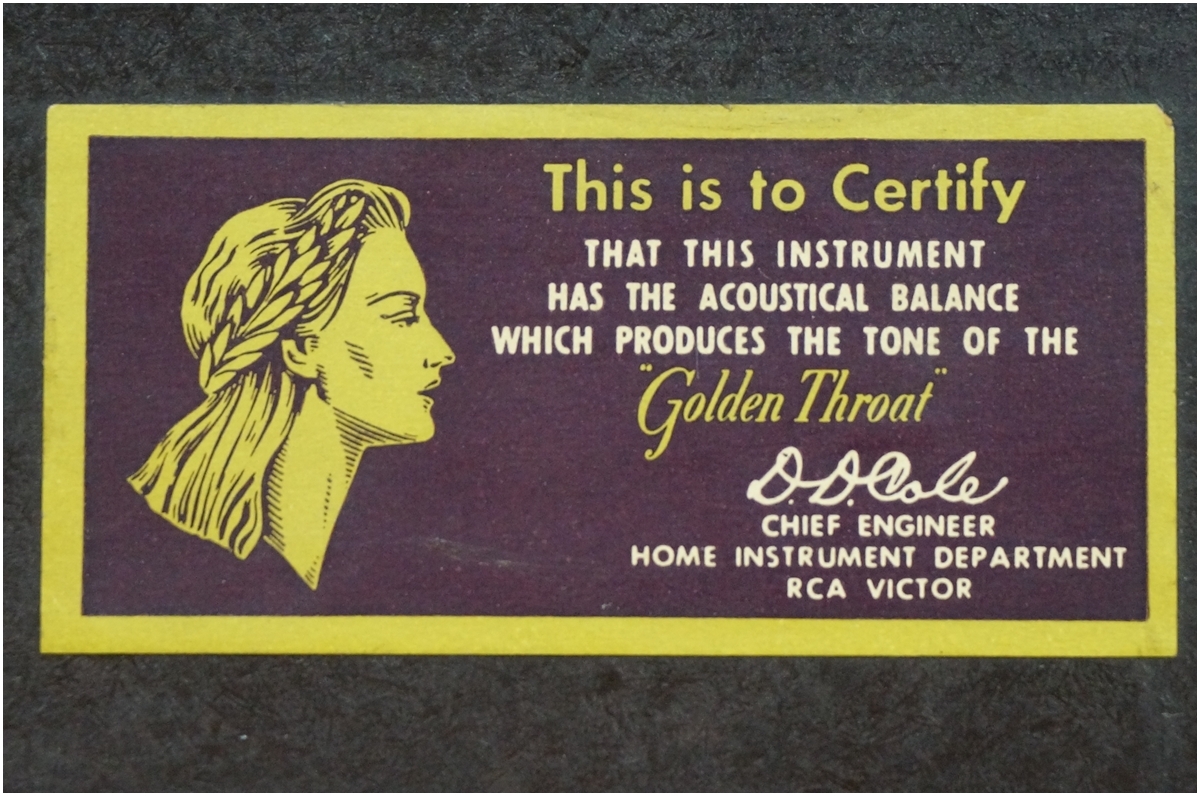 This is to Certify
THAT THIS INSTRUMENT
HAS THE ACOUSTICAL BALANCE
WHICH PRODUCES THE TONE OF THE
"Golden Throat"
D.D. Cole
CHIEF ENGINEER
HOME INSTRUMENT DEPARTMENT
RCA VICTOR